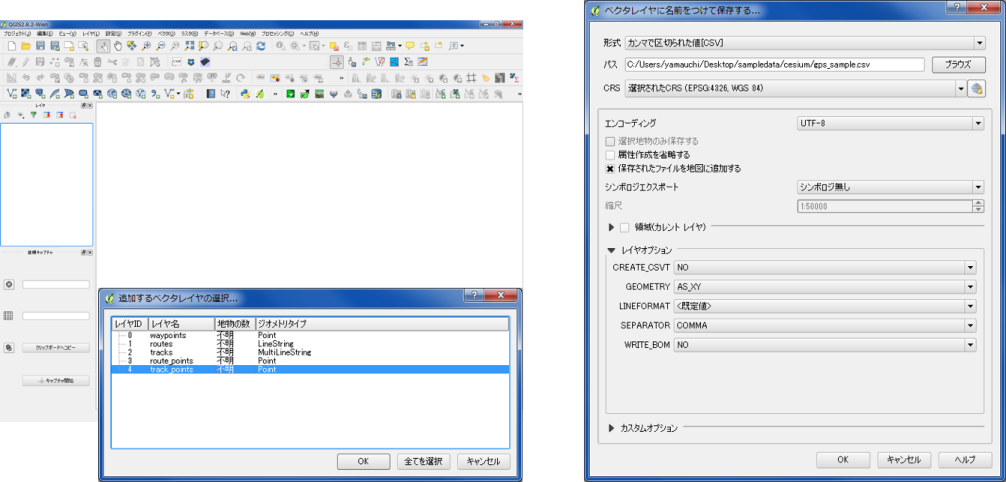 QGIS2.8.2-Wien
プロジェクト(J) 編集(E) ビュー(V) レイヤ(L) 設定(S) プラグイン(P) ベクタ(O) ラスタ(R) データベース(D) Web(W) プロセッシング(C) ヘルプ(H)
レイヤ
座標キャプチャ
クリップボードへコピー
キャプチャ開始
追加するベクタレイヤの選択...
レイヤID レイヤ名 地物の数 ジオメトリタイプ
0 waypoints 不明 Point
1 routes 不明 LineString
2 tracks 不明 MultiLineString
3 route_points 不明 Point
4 track_points 不明 Point
OK 全てを選択 キャンセル
ベクタレイヤに名前をつけて保存する...
形式 カンマで区切られた値[CSV]
パス C:/Users/yamauchi/Desktop/sampledata/cesium/gps_sample.csv ブラウズ
CRS 選択されたCRS (EPSG:4326, WGS 84)
エンコーディング UTF-8
選択地物のみ保存する
属性作成を省略する
保存されたファイルを地図に追加する
シンボロジエクスポート シンボロジ無し
縮尺 1:50000
領域(カレント レイヤ)
レイヤオプション
CREATE_CSVT NO
GEOMETRY AS_XY
LINEFORMAT <既定値>
SEPARATOR COMMA
WRITE_BOM NO
カスタムオプション
OK キャンセル ヘルプ